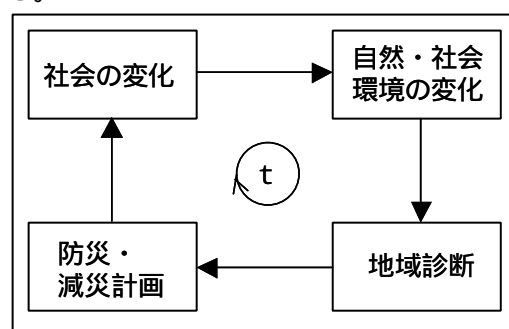 る。
社会の変化
自然・社会
環境の変化
t
防災・
減災計画
地域診断